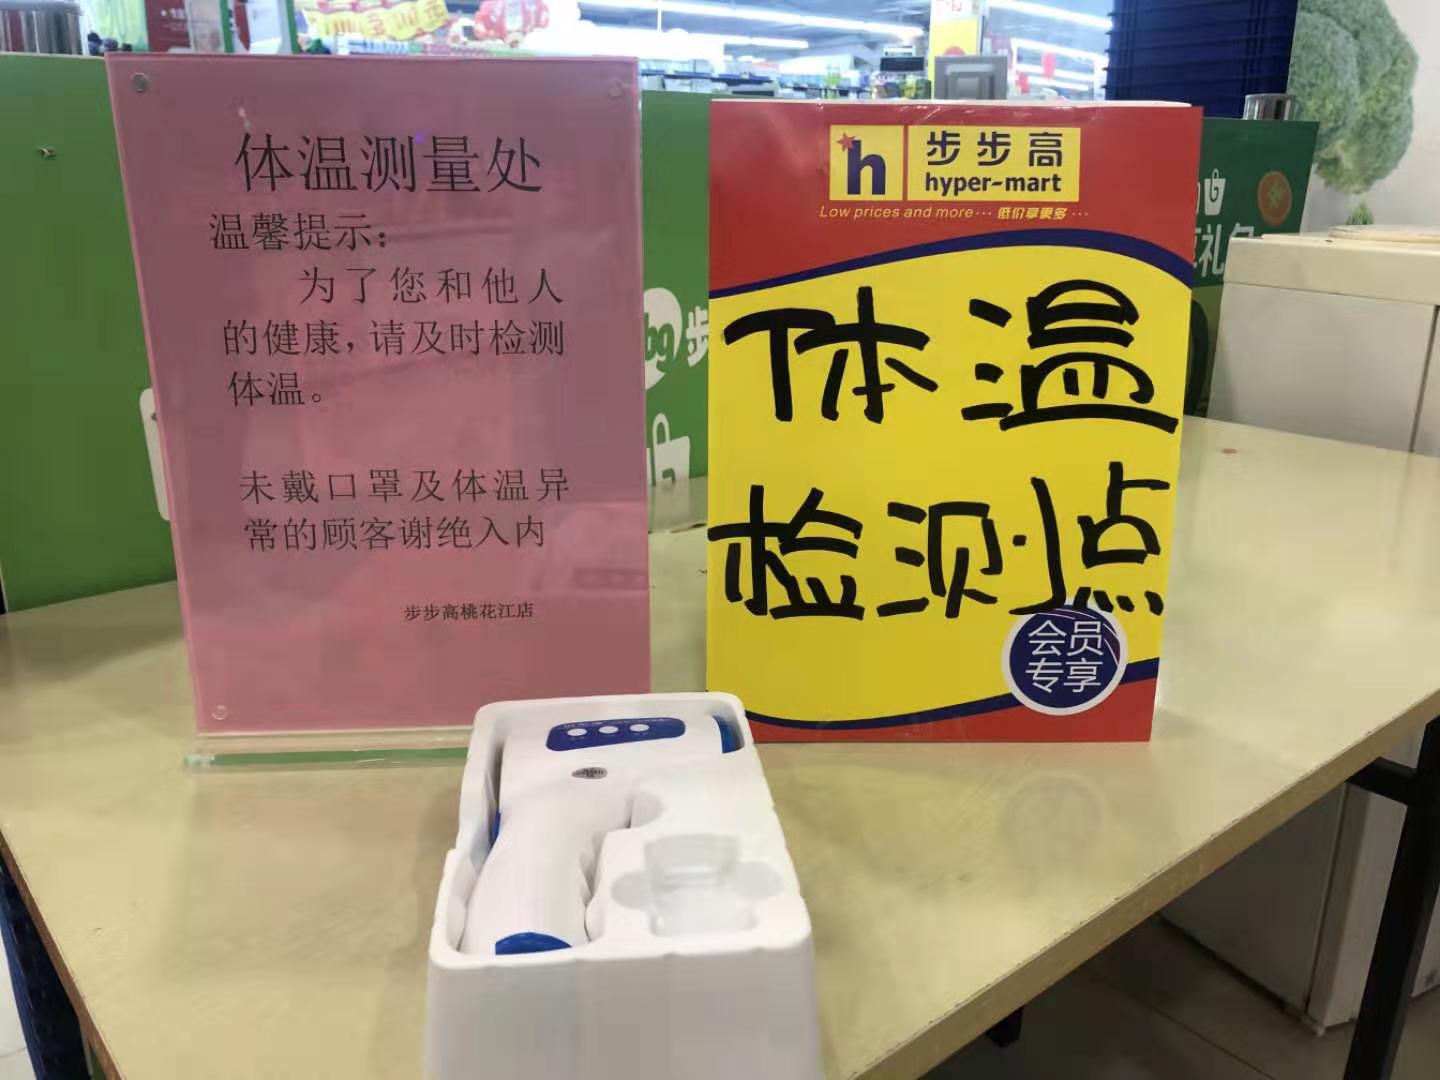 体温测量处
温馨提示：
为了您和他人
的健康，请及时检测
体温。
未戴口罩及体温异
常的顾客谢绝入内
步步高桃花江店
h
步步高
hyper-mart
Low prices and more··· 低价享更多···
体温
检测点
会员
专享
步
礼